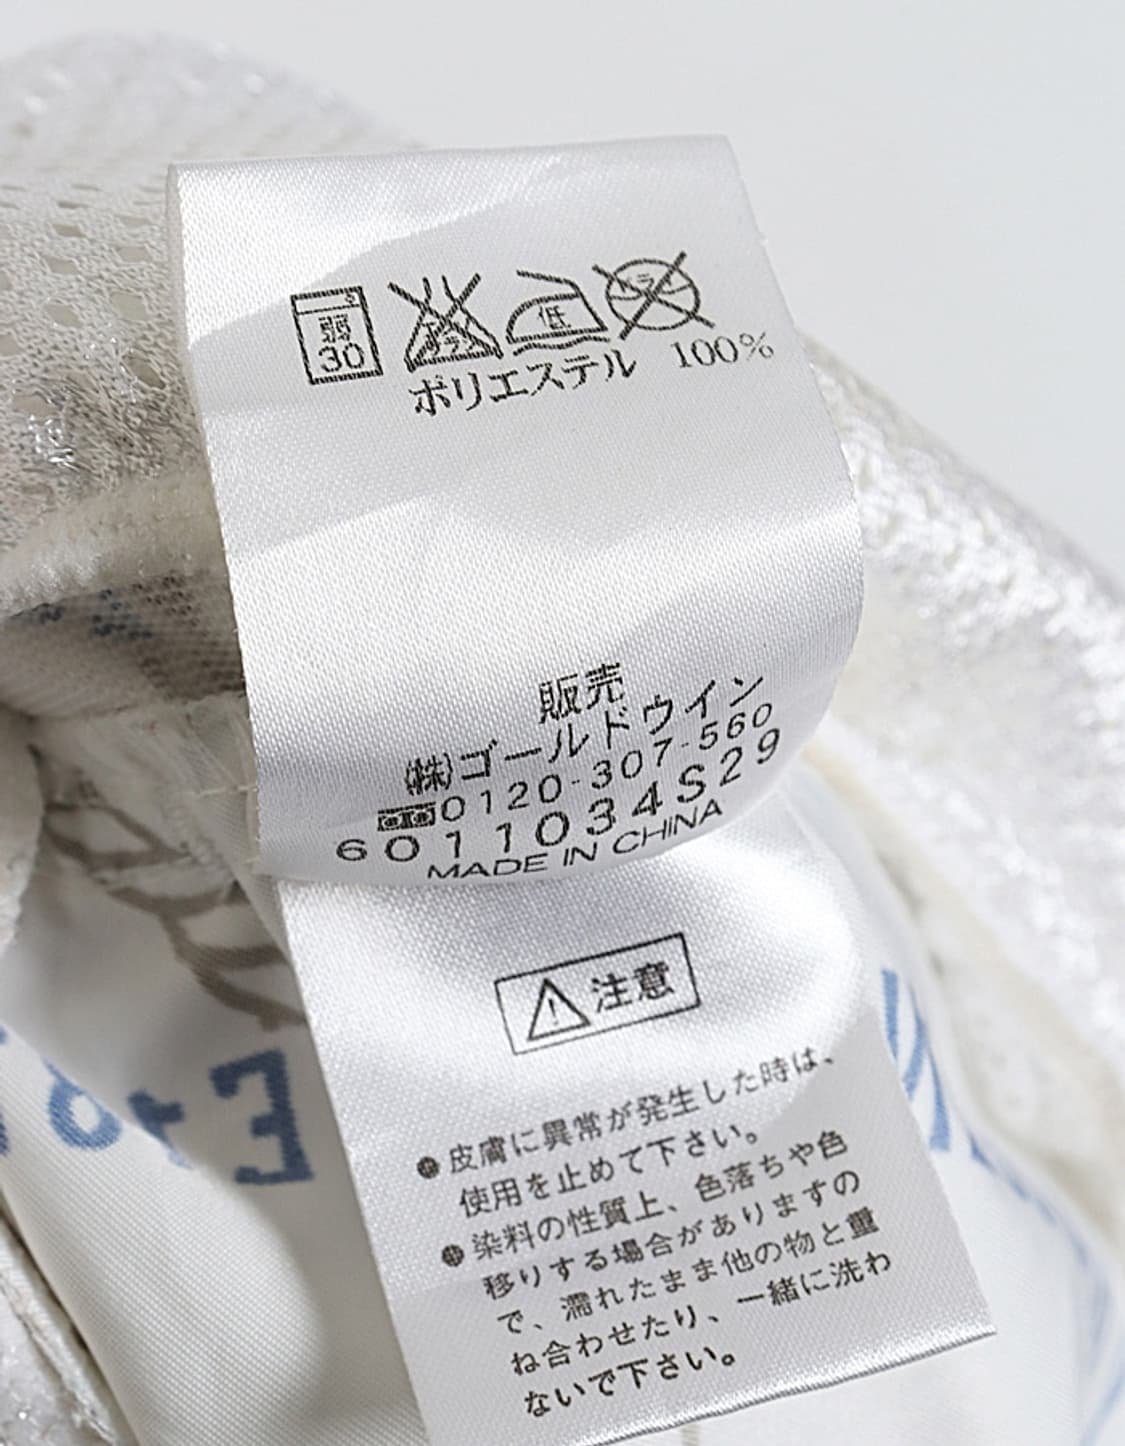 弱
30
低
ポリエステル 100%
販売
(株)ゴールドウイン
0120-307-560
6011034S29
MADE IN CHINA
注意
●皮膚に異常が発生した時は、
使用を止めて下さい。
●染料の性質上、色落ちや色
移りする場合がありますの
で、濡れたまま他の物と重
ね合わせたり、一緒に洗わ
ないで下さい。